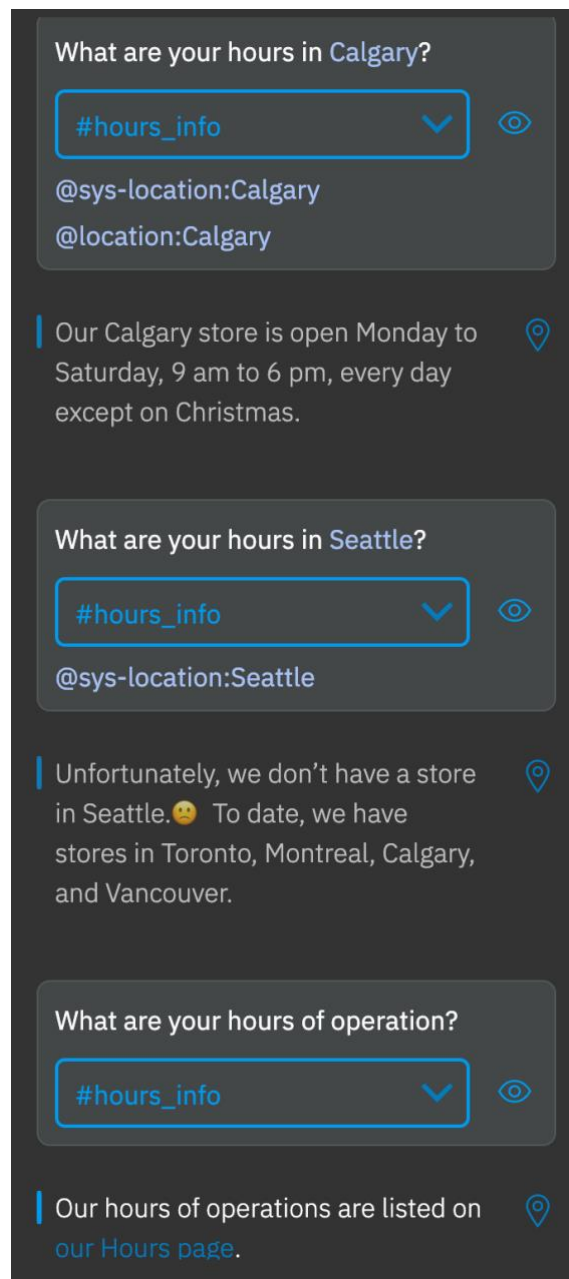 What are your hours in Calgary?
#hours_info
@sys-location:Calgary
@location:Calgary
Our Calgary store is open Monday to
Saturday, 9 am to 6 pm, every day
except on Christmas.
What are your hours in Seattle?
#hours_info
@sys-location:Seattle
Unfortunately, we don’t have a store
in Seattle.🙁 To date, we have
stores in Toronto, Montreal, Calgary,
and Vancouver.
What are your hours of operation?
#hours_info
Our hours of operations are listed on
our Hours page.